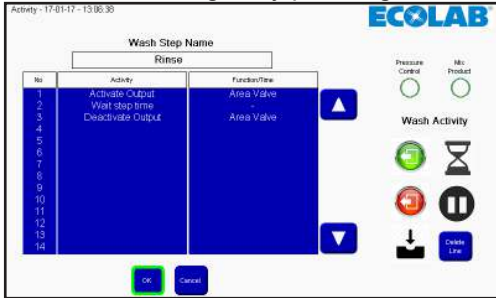 Activity - 17-01-17 - 13:06:38
ECOLAB
Wash Step Name
Rinse
Pressure Control
Mix Product
No Activity Function/Time
1 Activate Output Area Valve
2 Wait step time -
3 Deactivate Output Area Valve
4
5
6
7
8
9
10
11
12
13
14
Wash Activity
Delete Line
OK Cancel